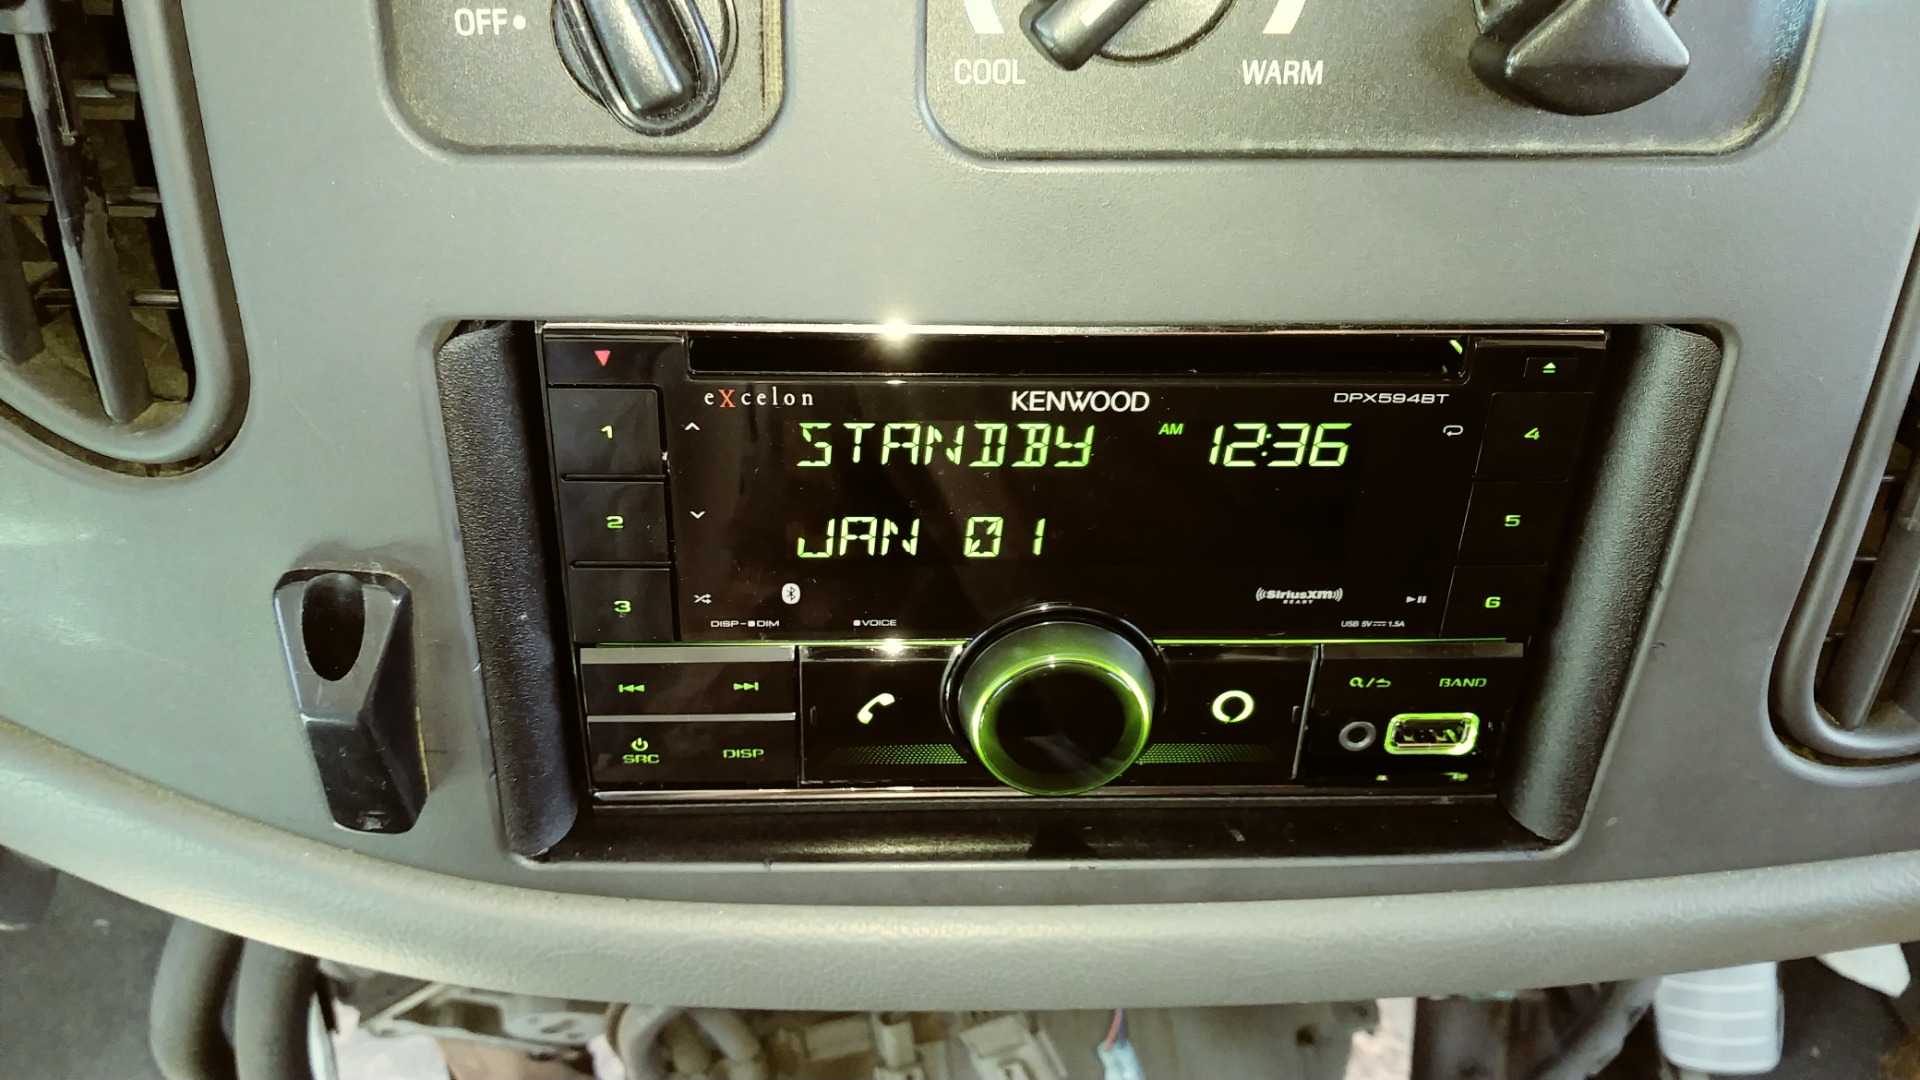 OFF
COOL WARM
eXcelon KENWOOD DPX594BT
1 STANDBY AM 12:36 4
2 JAN 01 5
3 SiriusXM 6
READY
DISP-DIM VOICE USB 5V 1.5A
Q/ BAND
SRC DISP